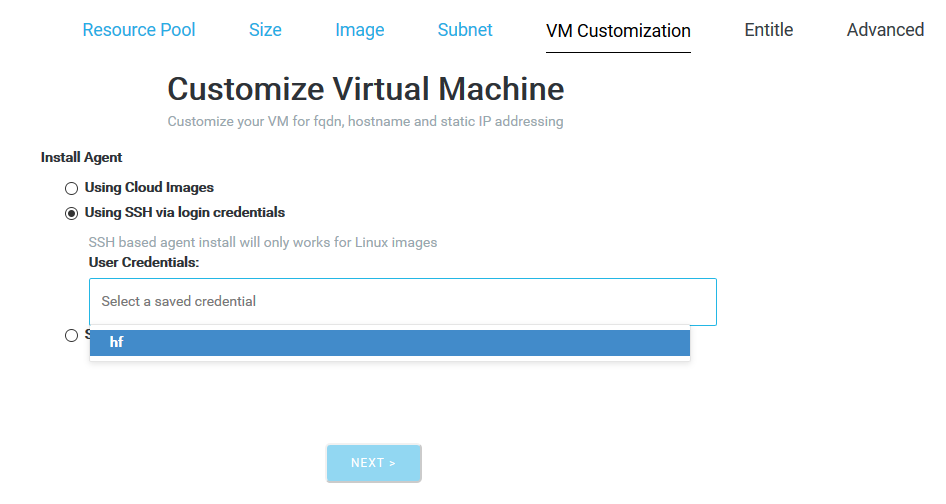 Resource Pool Size Image Subnet VM Customization Entitle Advanced
Customize Virtual Machine
Customize your VM for fqdn, hostname and static IP addressing
Install Agent
Using Cloud Images
Using SSH via login credentials
SSH based agent install will only works for Linux images
User Credentials:
Select a saved credential
hf
NEXT >